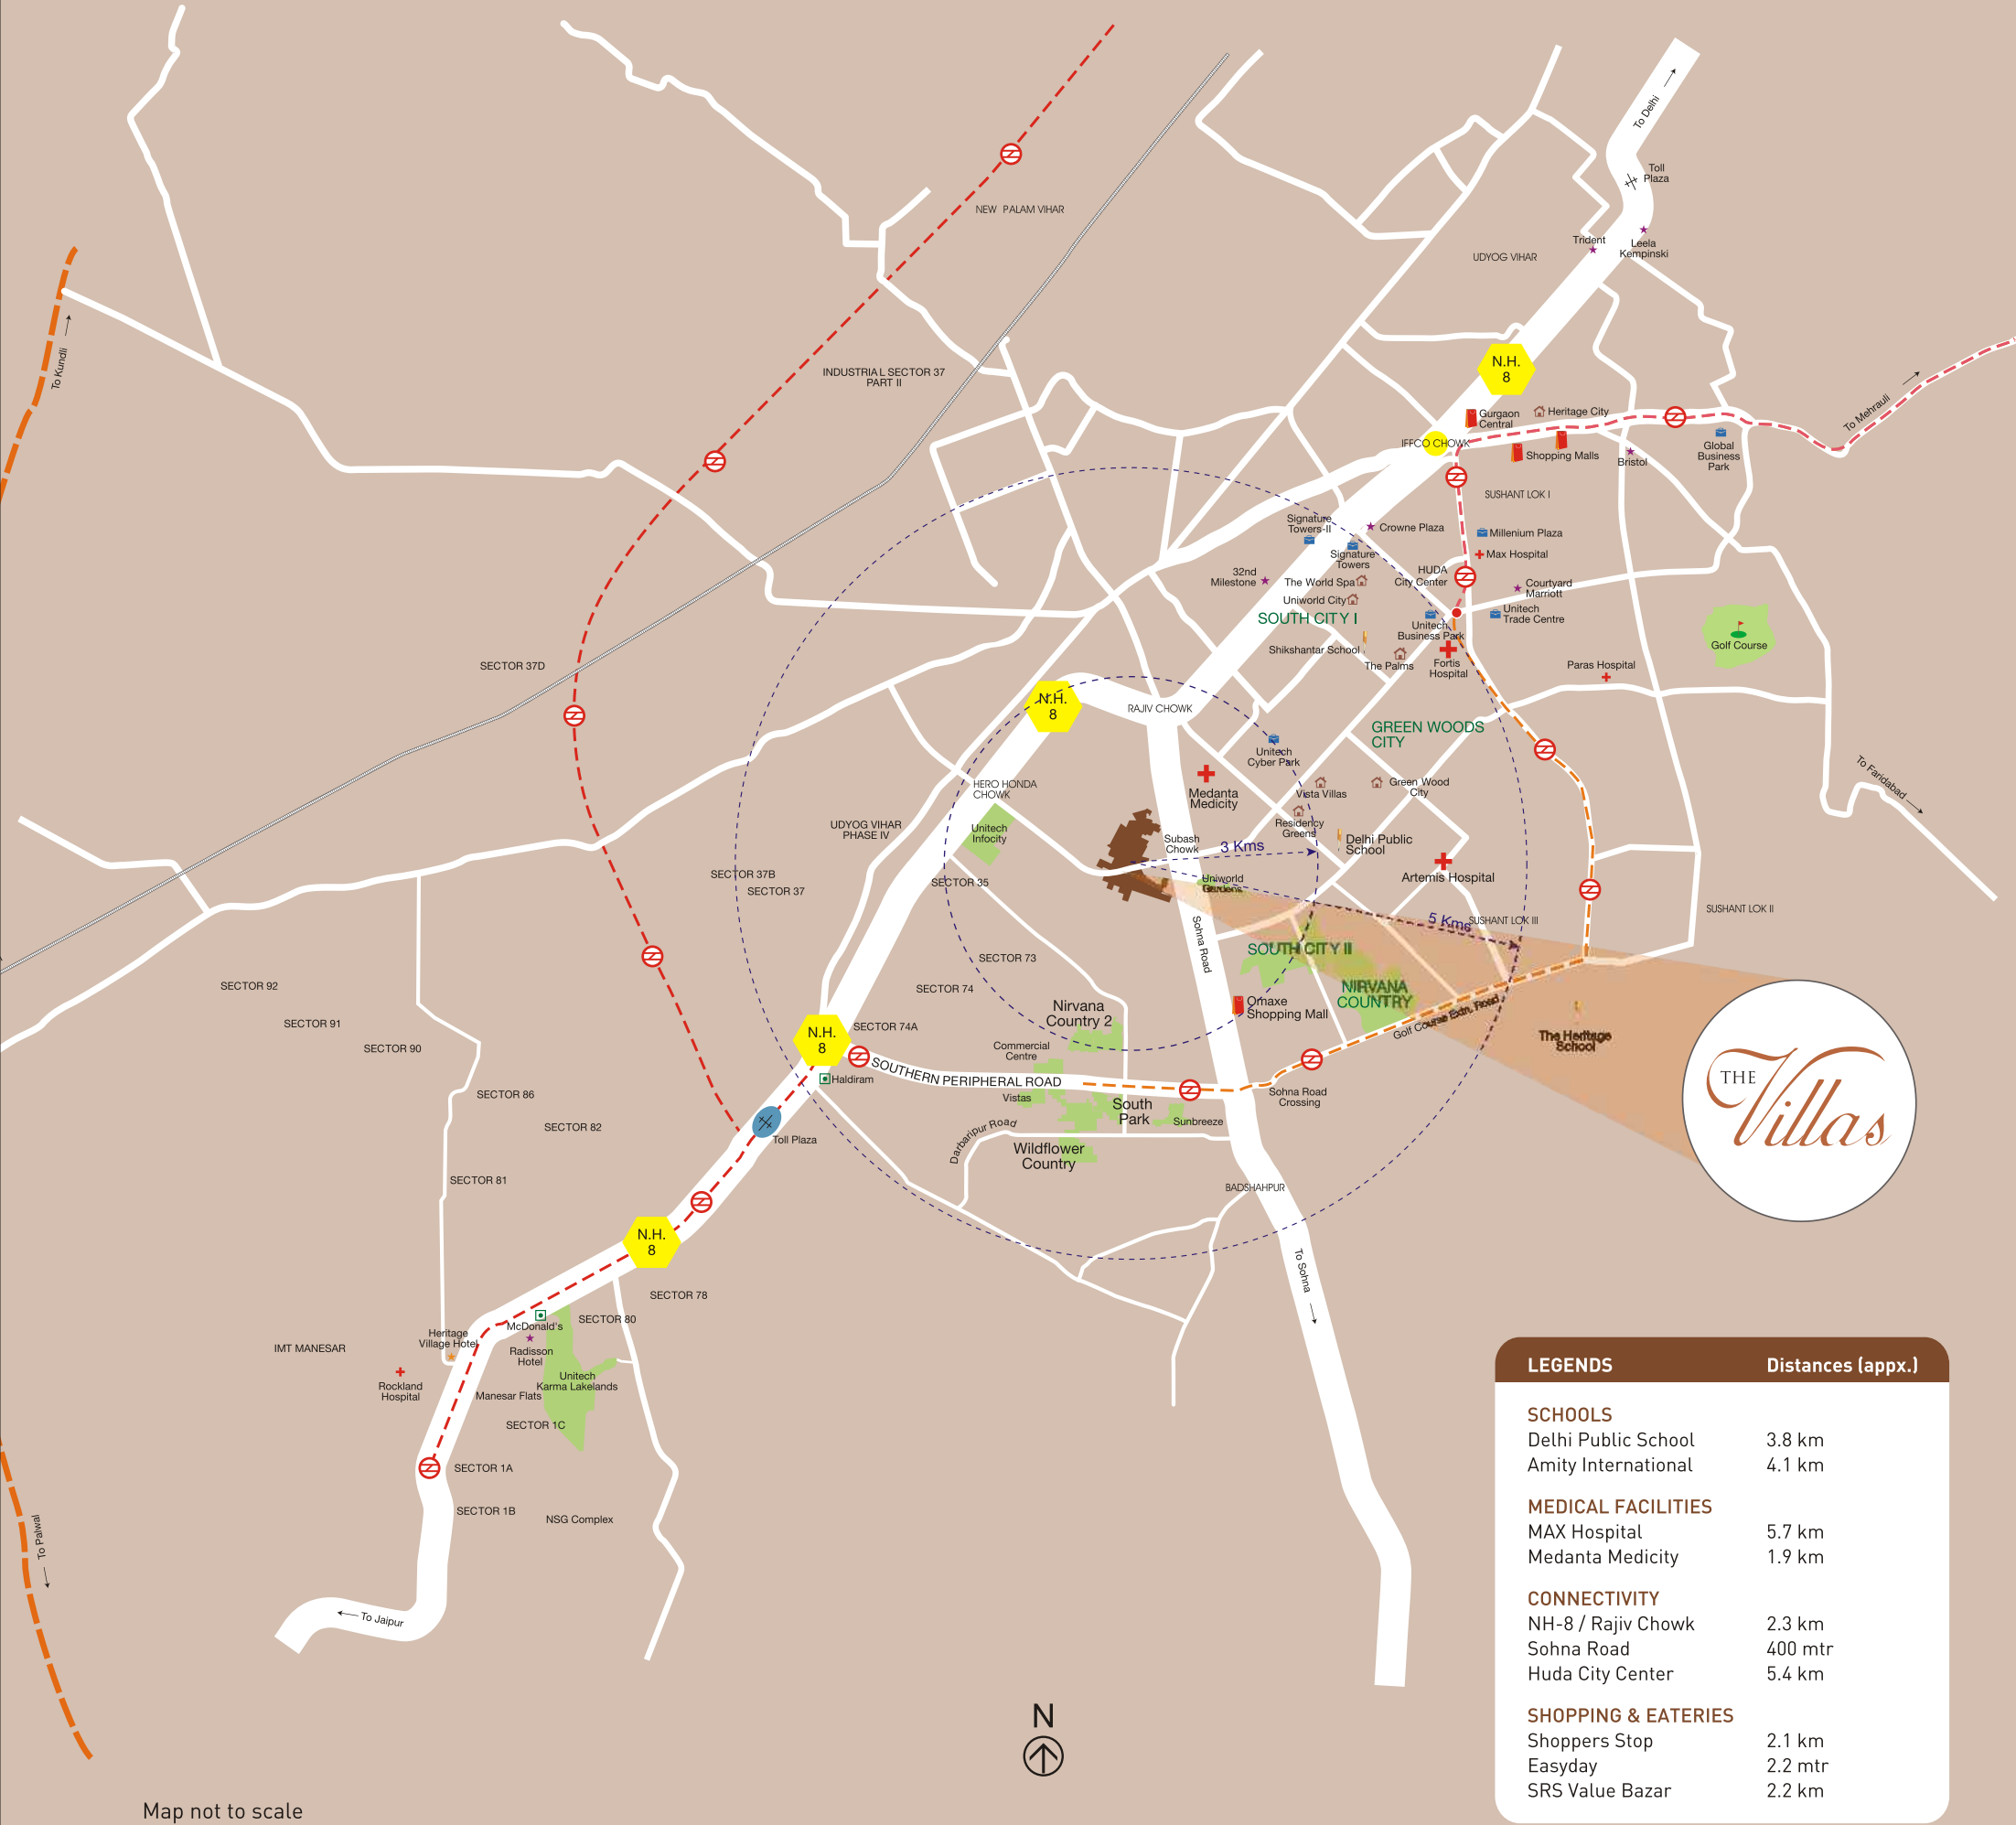 To Delhi
Toll
Plaza
NEW PALAM VIHAR
Trident
Leela
Kempinski
UDYOG VIHAR
To Kundli
INDUSTRIAL SECTOR 37
PART II
N.H.
8
To Mehrauli
Gurgaon
Central
Heritage City
IFFCO CHOWK
Shopping Malls
Bristol
Global
Business
Park
SUSHANT LOK I
Signature
Towers-II
Crowne Plaza
Millenium Plaza
Signature
Towers
Max Hospital
32nd
Milestone
The World Spa
HUDA
City Center
Courtyard
Marriott
Uniworld City
SOUTH CITY I
Unitech
Business Park
Unitech
Trade Centre
Shikshantar School
The Palms
Fortis
Hospital
Paras Hospital
Golf Course
SECTOR 37D
N.H.
8
RAJIV CHOWK
GREEN WOODS
CITY
Unitech
Cyber Park
To Faridabad
HERO HONDA
CHOWK
Medanta
Medicity
Vista Villas
Green Wood
City
UDYOG VIHAR
PHASE IV
Unitech
Infocity
Residency
Greens
Subash
Chowk
3 Kms
Delhi Public
School
SECTOR 37B
SECTOR 37
SECTOR 35
Uniworld
Gardens
Artemis Hospital
5 Kms
SUSHANT LOK III
SUSHANT LOK II
Sohna Road
SOUTH CITY II
SECTOR 73
SECTOR 92
SECTOR 74
NIRVANA
COUNTRY
Omaxe
Shopping Mall
Nirvana
Country 2
SECTOR 91
N.H.
8
SECTOR 74A
Golf Course Extn. Road
The Heritage
School
SECTOR 90
Commercial
Centre
SOUTHERN PERIPHERAL ROAD
Haldiram
THE
Villas
SECTOR 86
Vistas
South
Park
Sunbreeze
Sohna Road
Crossing
SECTOR 82
Toll Plaza
Darbaripur Road
Wildflower
Country
SECTOR 81
BADSHAHPUR
N.H.
8
To Sohna
SECTOR 78
SECTOR 80
McDonald's
Heritage
Village Hotel
Radisson
Hotel
IMT MANESAR
Rockland
Hospital
Unitech
Karma Lakelands
Manesar Flats
SECTOR 1C
SECTOR 1A
SECTOR 1B
NSG Complex
To Palwal
To Jaipur
N
Map not to scale
LEGENDS Distances (appx.)
SCHOOLS
Delhi Public School 3.8 km
Amity International 4.1 km
MEDICAL FACILITIES
MAX Hospital 5.7 km
Medanta Medicity 1.9 km
CONNECTIVITY
NH-8 / Rajiv Chowk 2.3 km
Sohna Road 400 mtr
Huda City Center 5.4 km
SHOPPING & EATERIES
Shoppers Stop 2.1 km
Easyday 2.2 mtr
SRS Value Bazar 2.2 km